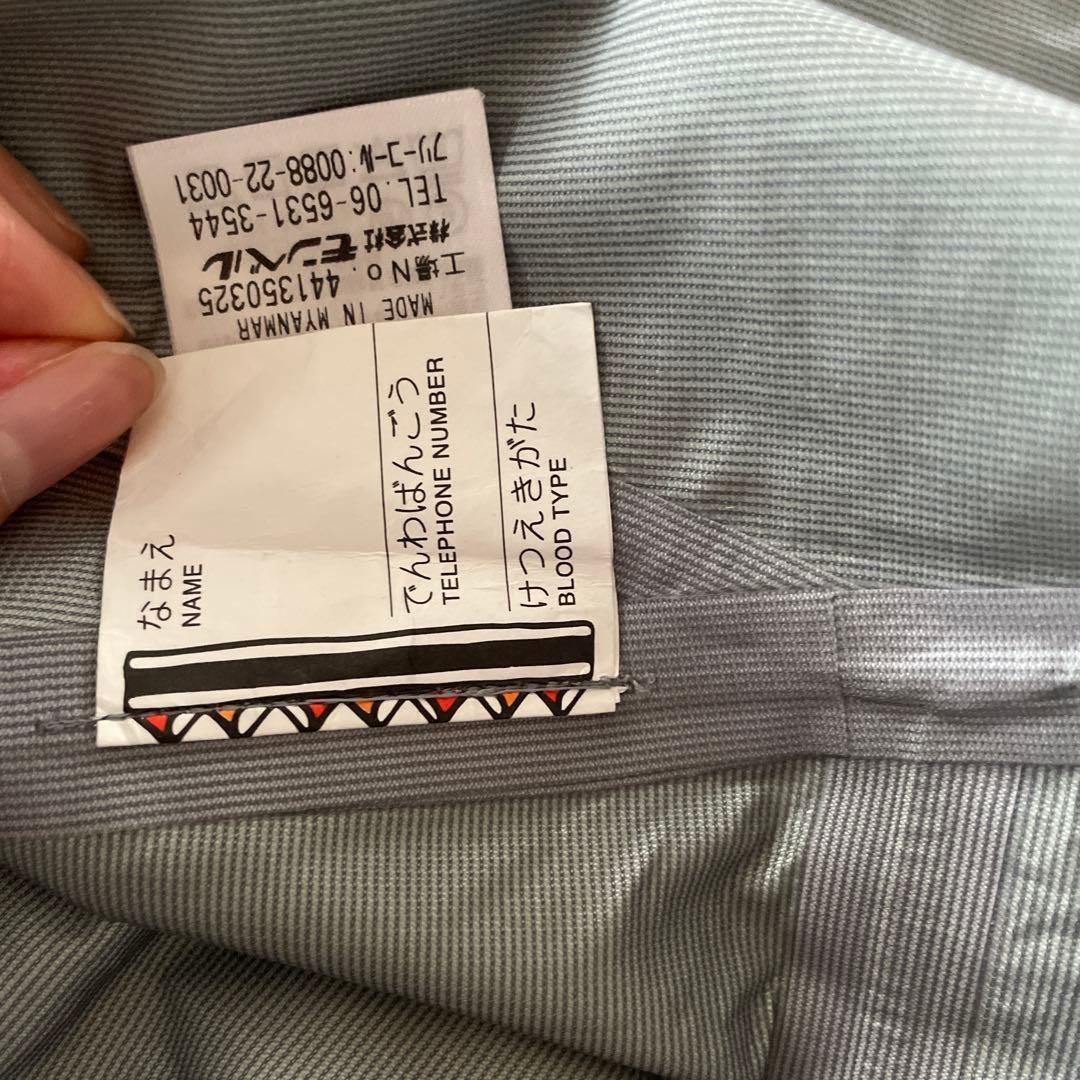 MADE IN MYANMAR
工場No. 441350325
株式会社モンベル
TEL. 06-6531-3544
フリーコール:0088-22-0031
なまえ
NAME
でんわばんごう
TELEPHONE NUMBER
けつえきがた
BLOOD TYPE